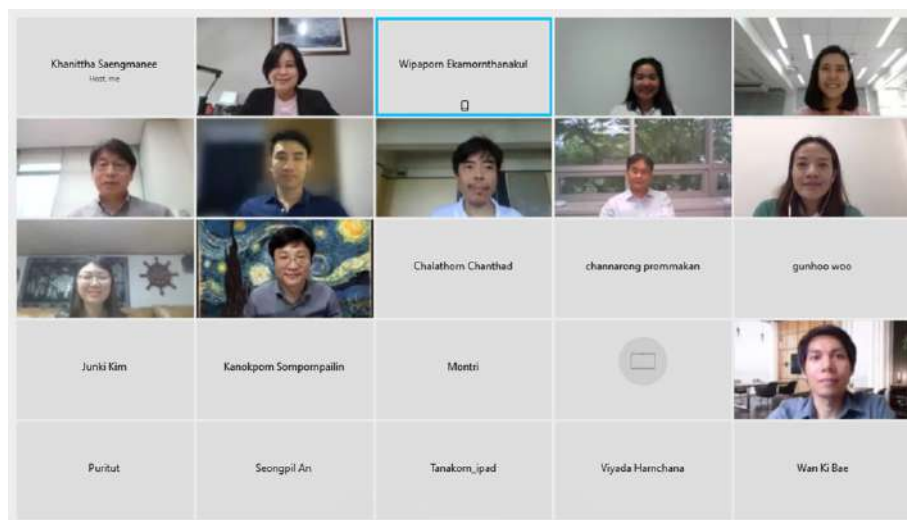 Khanittha Saengmanee
Host, me
Wipaporn Ekamornthanakul
Chalathorn Chanthad
channarong prommakan
gunhoo woo
Junki Kim
Kanokporn Sompornpailin
Montri
Puritut
Seongpil An
Tanakorn_ipad
Viyada Harnchana
Wan Ki Bae